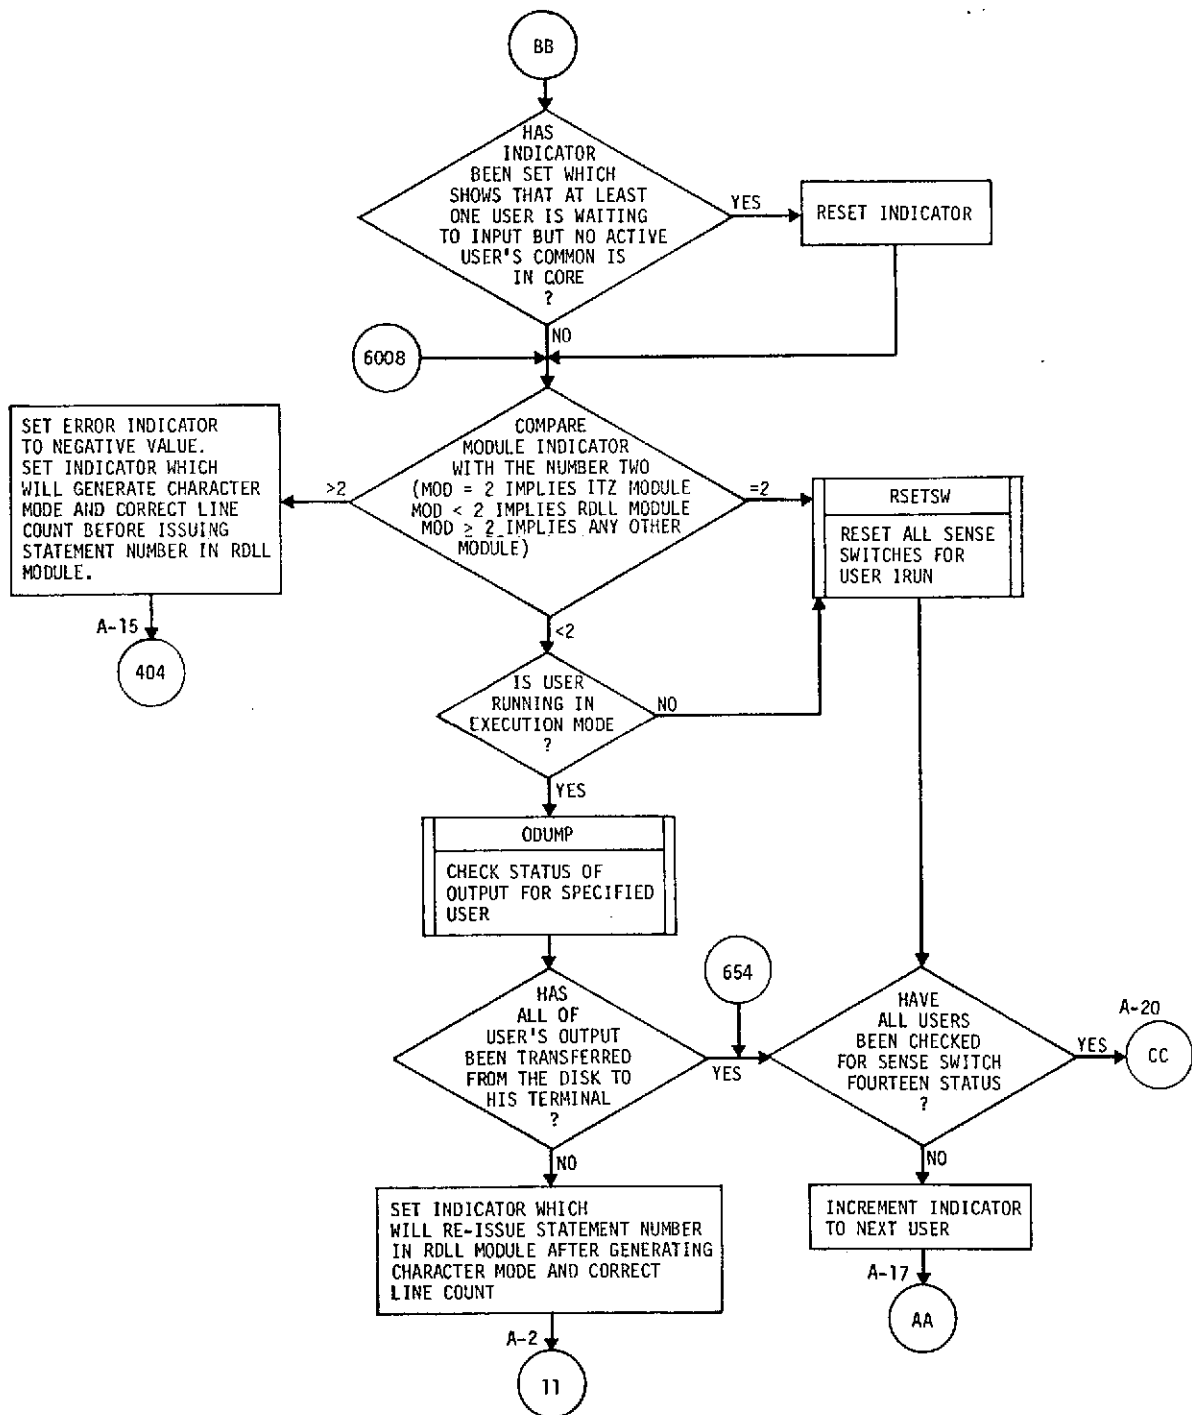 BB
HAS
INDICATOR
BEEN SET WHICH
SHOWS THAT AT LEAST
ONE USER IS WAITING
TO INPUT BUT NO ACTIVE
USER'S COMMON IS
IN CORE
?
YES
RESET INDICATOR
NO
6008
COMPARE
MODULE INDICATOR
WITH THE NUMBER TWO
(MOD = 2 IMPLIES ITZ MODULE
MOD < 2 IMPLIES RDLL MODULE
MOD ≥ 2 IMPLIES ANY OTHER
MODULE)
>2
SET ERROR INDICATOR
TO NEGATIVE VALUE.
SET INDICATOR WHICH
WILL GENERATE CHARACTER
MODE AND CORRECT LINE
COUNT BEFORE ISSUING
STATEMENT NUMBER IN RDLL
MODULE.
A-15
404
=2
RSETSW
RESET ALL SENSE
SWITCHES FOR
USER IRUN
<2
IS USER
RUNNING IN
EXECUTION MODE
?
NO
YES
ODUMP
CHECK STATUS OF
OUTPUT FOR SPECIFIED
USER
HAS
ALL OF
USER'S OUTPUT
BEEN TRANSFERRED
FROM THE DISK TO
HIS TERMINAL
?
YES
654
HAVE
ALL USERS
BEEN CHECKED
FOR SENSE SWITCH
FOURTEEN STATUS
?
YES
A-20
CC
NO
SET INDICATOR WHICH
WILL RE-ISSUE STATEMENT NUMBER
IN RDLL MODULE AFTER GENERATING
CHARACTER MODE AND CORRECT
LINE COUNT
A-2
11
NO
INCREMENT INDICATOR
TO NEXT USER
A-17
AA